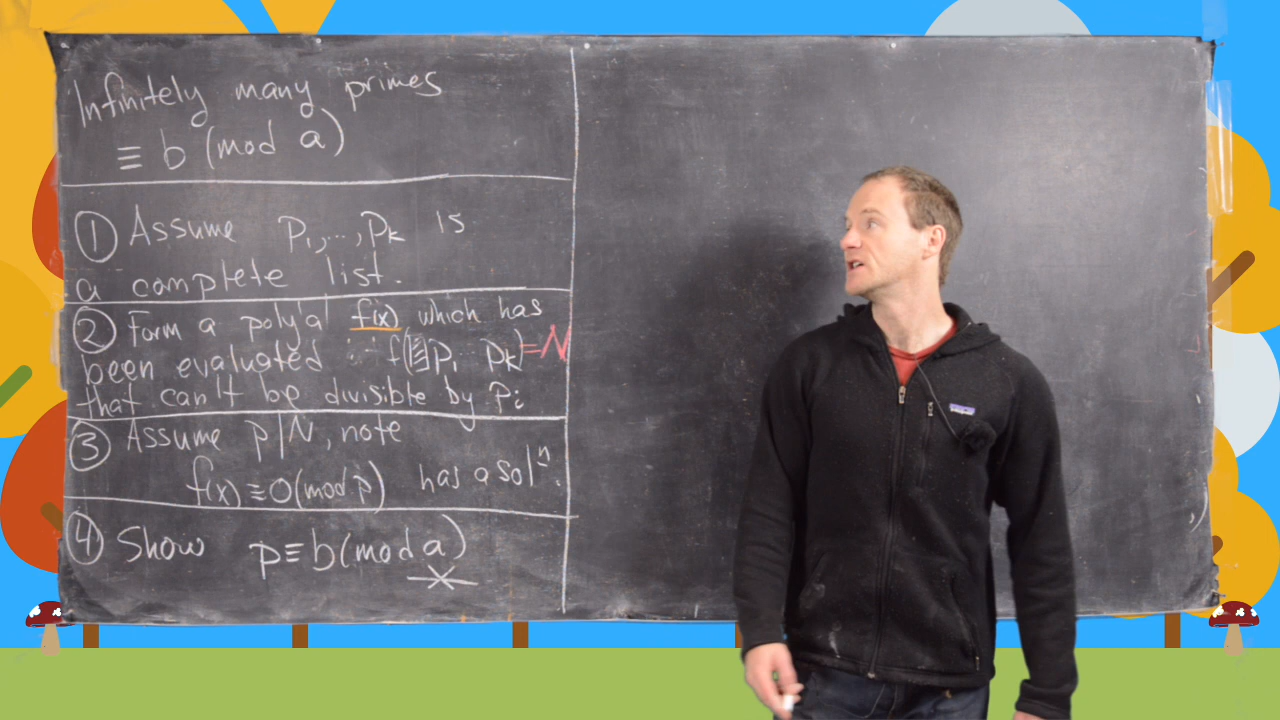 Infinitely many primes
≡ b (mod a)
① Assume p₁,...,pₖ is
a complete list.
② Form a poly'al f(x) which has
been evaluated f( p₁ ... pₖ) = N
that can't be divisible by pᵢ
③ Assume p|N, note
f(x) ≡ 0 (mod p) has a solⁿ.
④ Show p ≡ b (mod a)